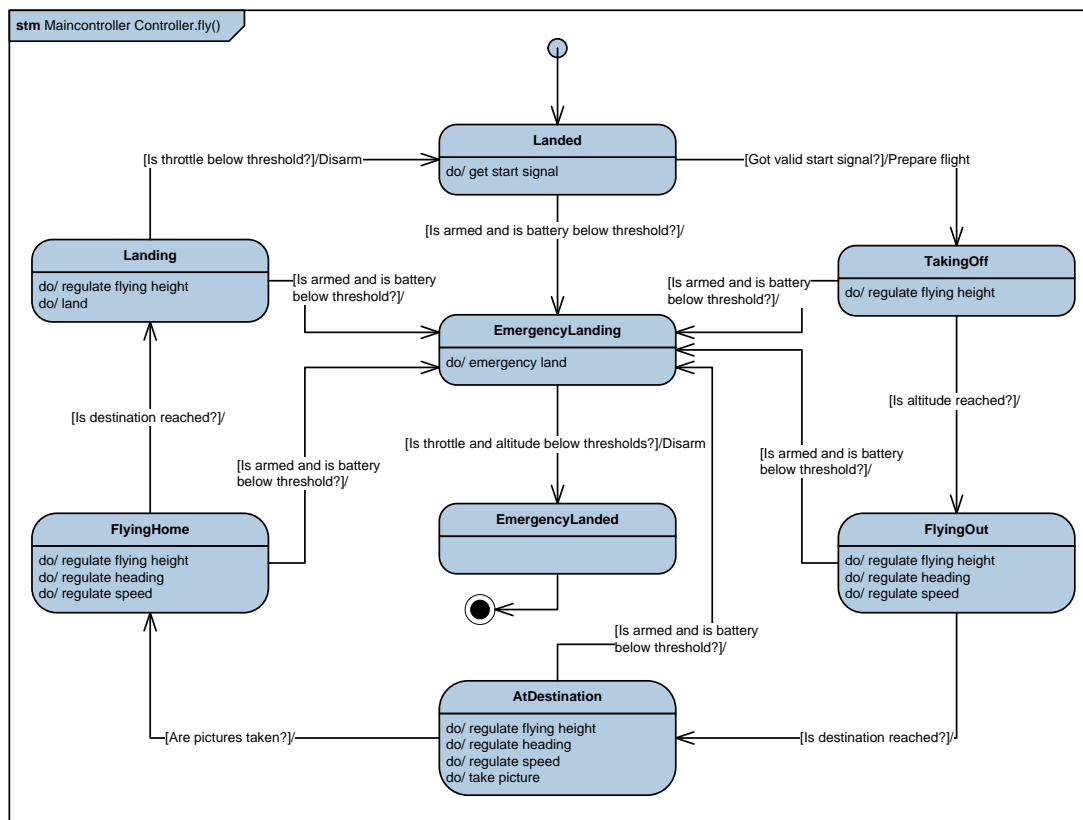 stm Maincontroller Controller.fly()
Landed
do/ get start signal
[Is throttle below threshold?]/Disarm
[Got valid start signal?]/Prepare flight
[Is armed and is battery below threshold?]/
Landing
do/ regulate flying height
do/ land
[Is armed and is battery
below threshold?]/
[Is armed and is battery
below threshold?]/
TakingOff
do/ regulate flying height
EmergencyLanding
do/ emergency land
[Is destination reached?]/
[Is altitude reached?]/
[Is throttle and altitude below thresholds?]/Disarm
[Is armed and is battery
below threshold?]/
[Is armed and is battery
below threshold?]/
FlyingHome
do/ regulate flying height
do/ regulate heading
do/ regulate speed
EmergencyLanded
FlyingOut
do/ regulate flying height
do/ regulate heading
do/ regulate speed
[Is armed and is battery
below threshold?]/
AtDestination
do/ regulate flying height
do/ regulate heading
do/ regulate speed
do/ take picture
[Are pictures taken?]/
[Is destination reached?]/